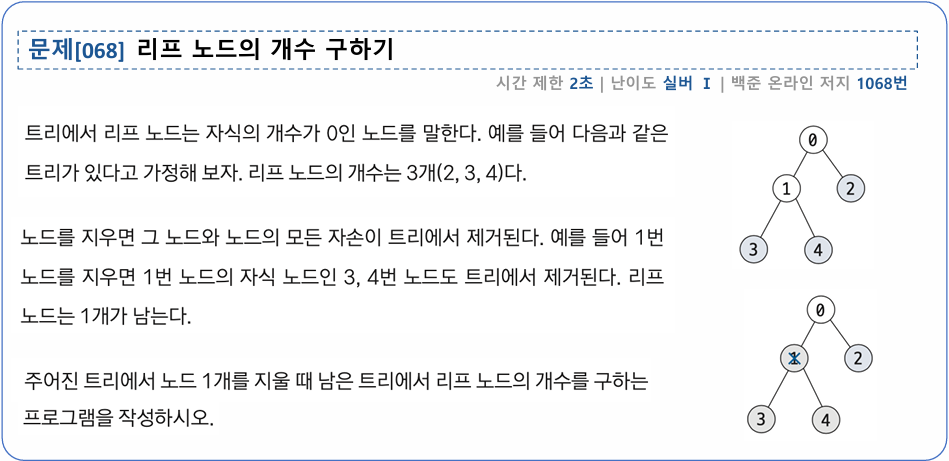 문제[068] 리프 노드의 개수 구하기
시간 제한 2초 | 난이도 실버 Ⅰ | 백준 온라인 저지 1068번
트리에서 리프 노드는 자식의 개수가 0인 노드를 말한다. 예를 들어 다음과 같은
트리가 있다고 가정해 보자. 리프 노드의 개수는 3개(2, 3, 4)다.
노드를 지우면 그 노드와 노드의 모든 자손이 트리에서 제거된다. 예를 들어 1번
노드를 지우면 1번 노드의 자식 노드인 3, 4번 노드도 트리에서 제거된다. 리프
노드는 1개가 남는다.
주어진 트리에서 노드 1개를 지울 때 남은 트리에서 리프 노드의 개수를 구하는
프로그램을 작성하시오.
0
1 2
3 4
0
1 2
3 4